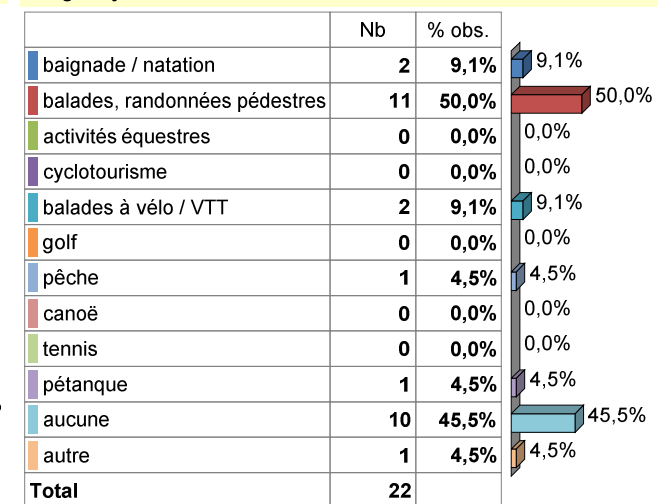 Nb % obs.
baignade / natation 2 9,1% 9,1%
balades, randonnées pédestres 11 50,0% 50,0%
activités équestres 0 0,0% 0,0%
cyclotourisme 0 0,0% 0,0%
balades à vélo / VTT 2 9,1% 9,1%
golf 0 0,0% 0,0%
pêche 1 4,5% 4,5%
canoë 0 0,0% 0,0%
tennis 0 0,0% 0,0%
pétanque 1 4,5% 4,5%
aucune 10 45,5% 45,5%
autre 1 4,5% 4,5%
Total 22